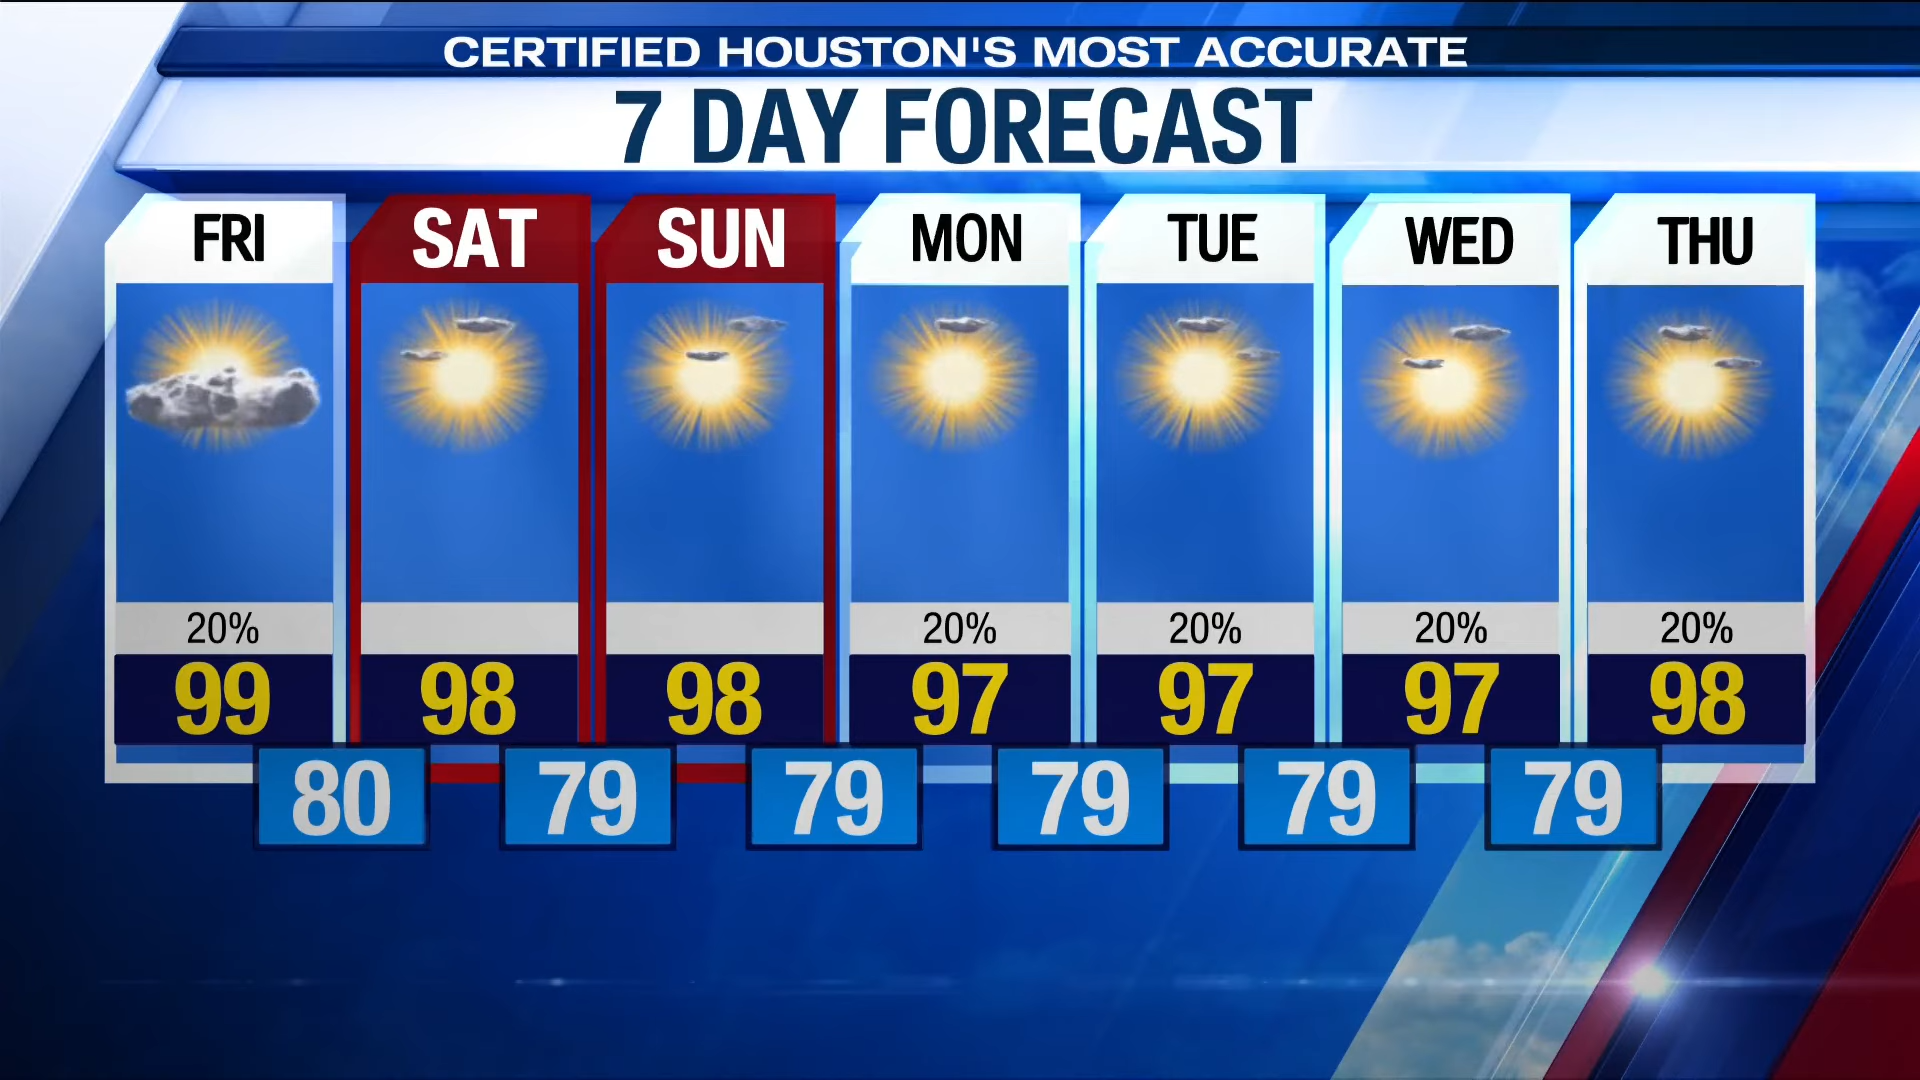 CERTIFIED HOUSTON'S MOST ACCURATE
7 DAY FORECAST
FRI SAT SUN MON TUE WED THU
20% 20% 20% 20% 20%
99 98 98 97 97 97 98
80 79 79 79 79 79